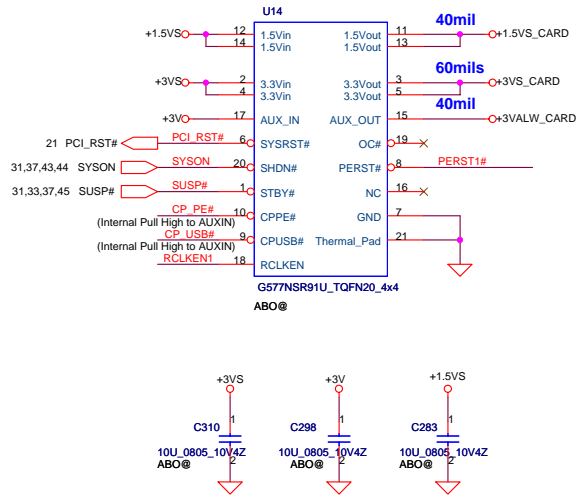 U14
40mil
+1.5VS 12 1.5Vin 1.5Vout 11 +1.5VS_CARD
14 1.5Vin 1.5Vout 13
60mils
+3VS 2 3.3Vin 3.3Vout 3 +3VS_CARD
4 3.3Vin 3.3Vout 5
40mil
+3V 17 AUX_IN AUX_OUT 15 +3VALW_CARD
21 PCI_RST# PCI_RST# 6 SYSRST# OC# 19
31,37,43,44 SYSON SYSON 20 SHDN# PERST# 8 PERST1#
31,33,37,45 SUSP# SUSP# 1 STBY# NC 16
CP_PE# 10 CPPE# GND 7
(Internal Pull High to AUXIN)
CP_USB# 9 CPUSB# Thermal_Pad 21
(Internal Pull High to AUXIN)
RCLKEN1 18 RCLKEN
G577NSR91U_TQFN20_4x4
ABO@
+3VS +3V +1.5VS
1 1 1
C310 C298 C283
10U_0805_10V4Z 10U_0805_10V4Z 10U_0805_10V4Z
2 2 2
ABO@ ABO@ ABO@